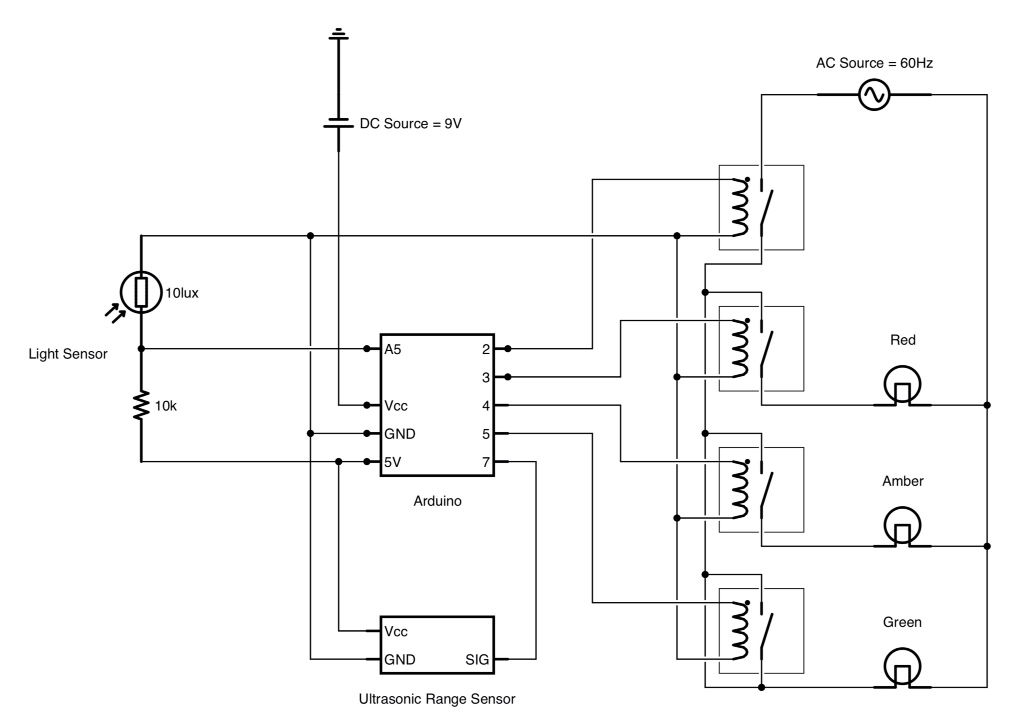 AC Source = 60Hz
DC Source = 9V
10lux
Light Sensor
10k
A5
Vcc
GND
5V
2
3
4
5
7
Arduino
Red
Amber
Green
Vcc
GND
SIG
Ultrasonic Range Sensor